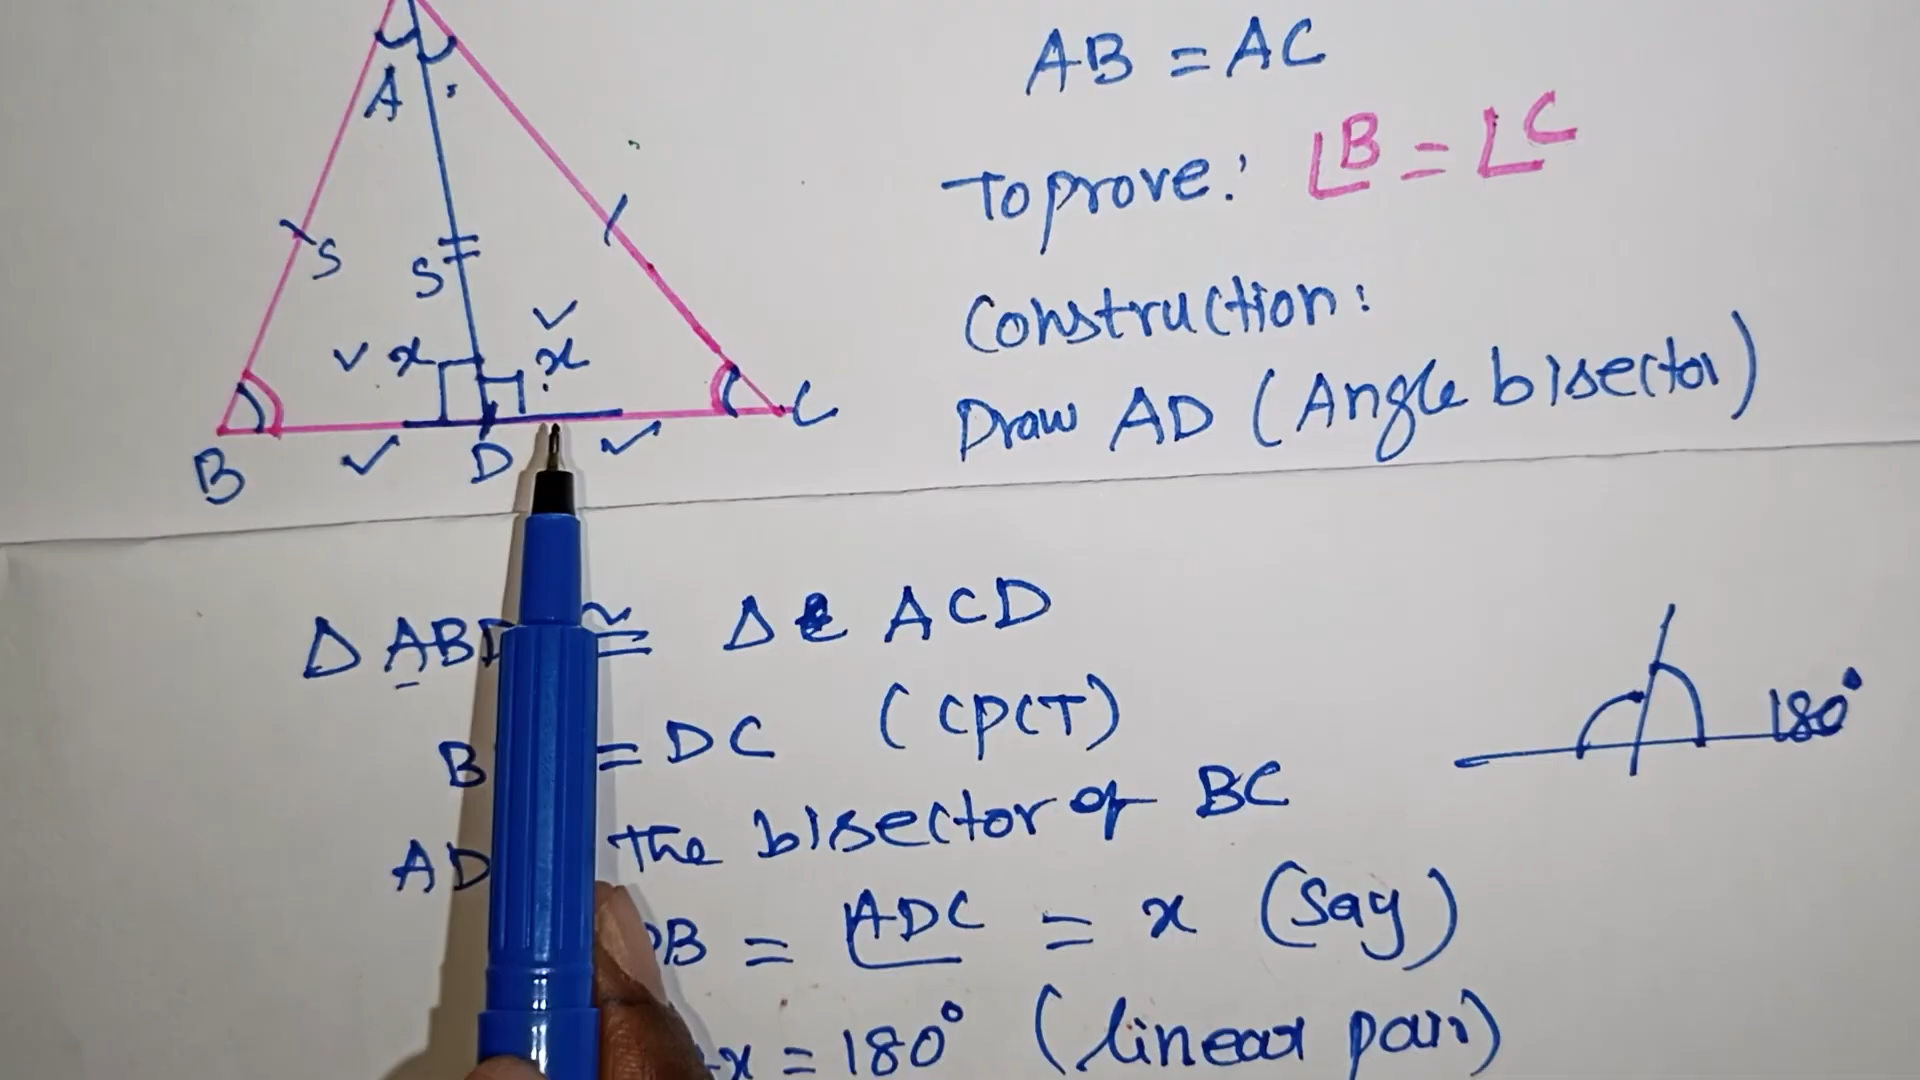 A
AB = AC
To prove: ∠B = ∠C
S
S
Construction:
x
x
Draw AD (Angle bisector)
C
B
D
Δ AB ≅ Δ ACD
180°
B = DC (CPCT)
AD the bisector of BC
DB = ∠ADC = x (Say)
x = 180° (linear pair)